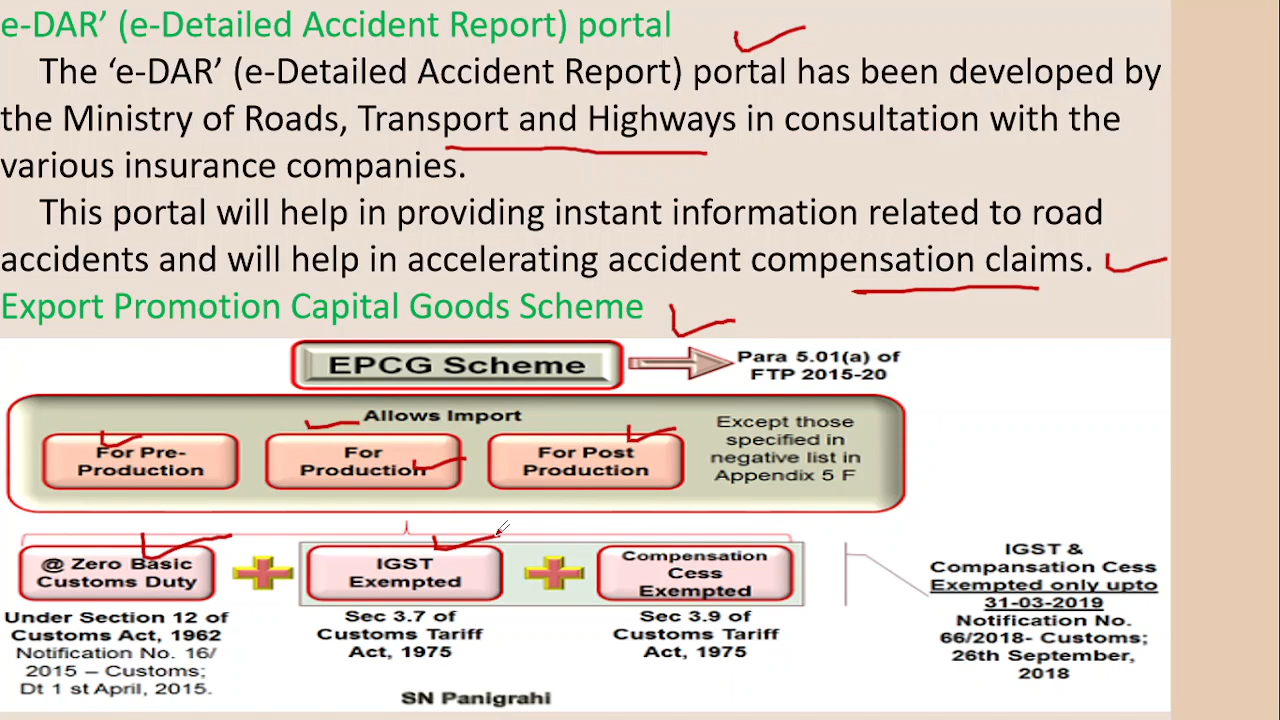 e-DAR’ (e-Detailed Accident Report) portal
The ‘e-DAR’ (e-Detailed Accident Report) portal has been developed by
the Ministry of Roads, Transport and Highways in consultation with the
various insurance companies.
This portal will help in providing instant information related to road
accidents and will help in accelerating accident compensation claims.
Export Promotion Capital Goods Scheme
EPCG Scheme
Para 5.01(a) of
FTP 2015-20
Allows Import
For Pre-
Production
For
Production
For Post
Production
Except those
specified in
negative list in
Appendix 5 F
@ Zero Basic
Customs Duty
IGST
Exempted
Compensation
Cess
Exempted
Under Section 12 of
Customs Act, 1962
Notification No. 16/
2015 – Customs;
Dt 1 st April, 2015.
Sec 3.7 of
Customs Tariff
Act, 1975
Sec 3.9 of
Customs Tariff
Act, 1975
IGST &
Compansation Cess
Exempted only upto
31-03-2019
Notification No.
66/2018- Customs;
26th September,
2018
SN Panigrahi